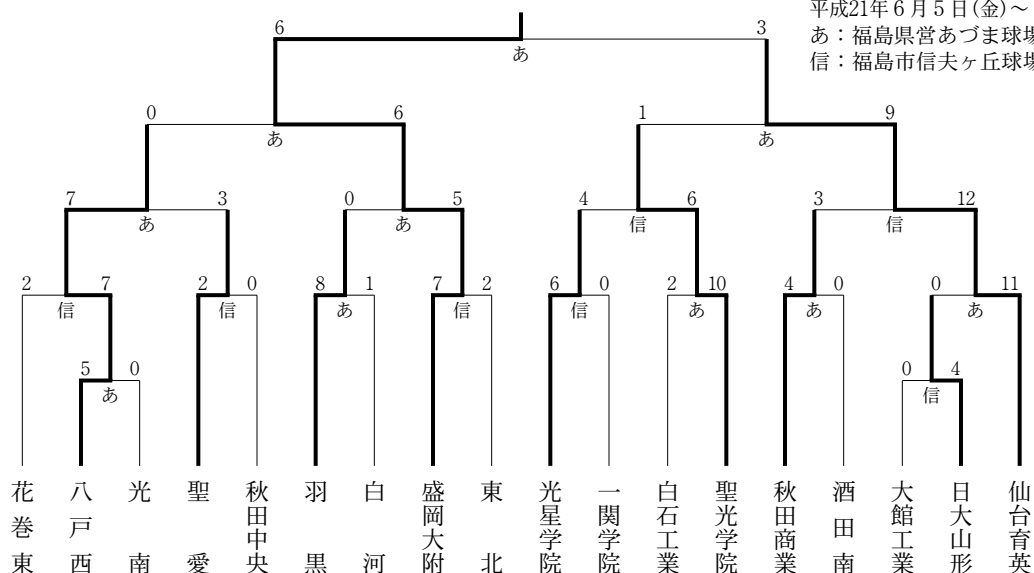 平成21年6月5日(金)～
あ：福島県営あづま球場
信：福島市信夫ヶ丘球場
6 3
あ
0 6 1 9
あ あ
7 3 0 5 4 6 3 12
あ あ 信 信
2 7 2 0 8 1 7 2 6 0 2 10 4 0 0 11
信 信 あ 信 信 あ あ あ
5 0 0 4
あ 信
花巻東
八戸西
光南
聖愛
秋田中央
羽黒
白河
盛岡大附
東北
光星学院
一関学院
白石工業
聖光学院
秋田商業
酒田南
大館工業
日大山形
仙台育英